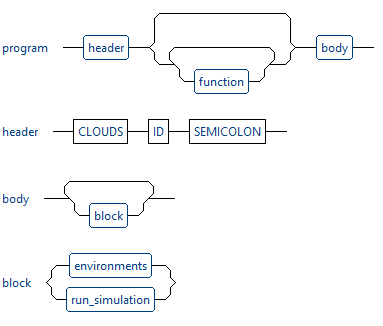 program header function body
header CLOUDS ID SEMICOLON
body block
block environments
run_simulation